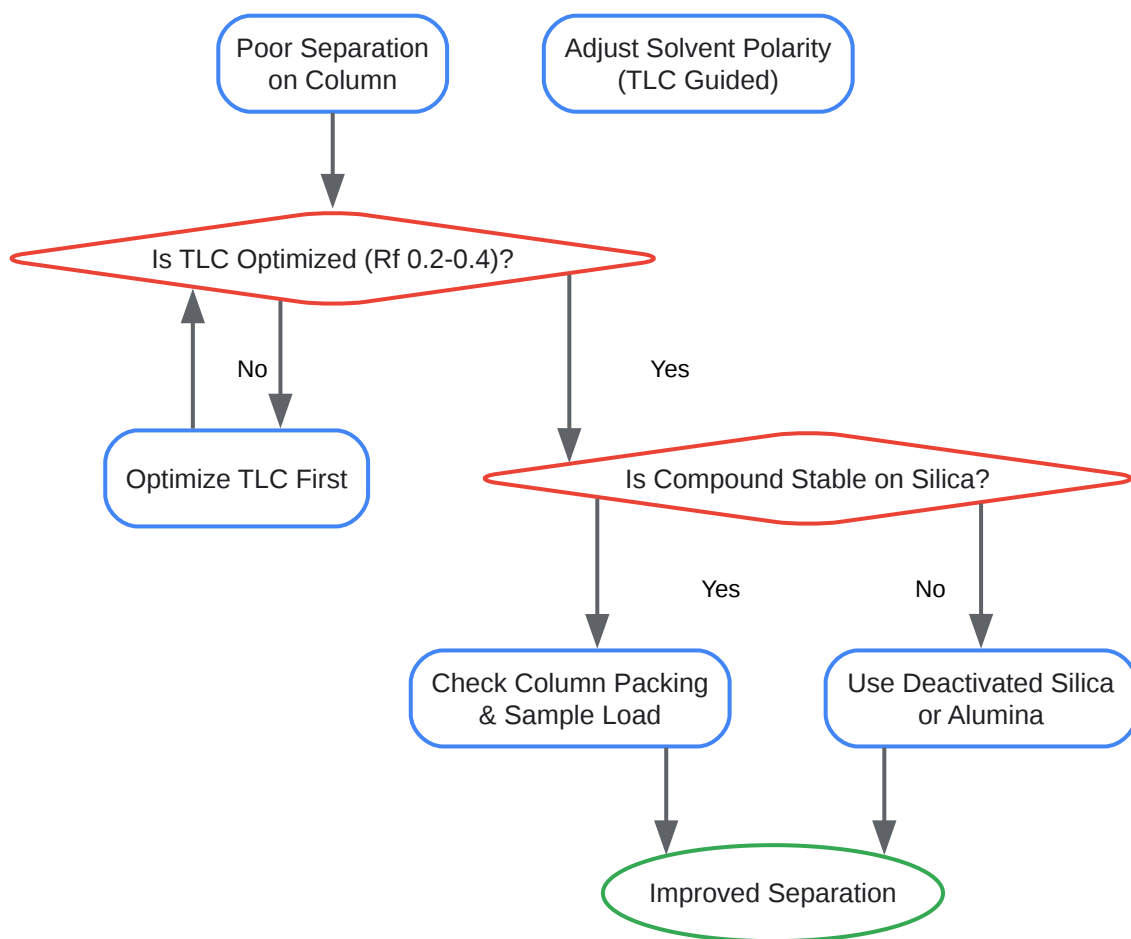 Poor Separation
on Column
Adjust Solvent Polarity
(TLC Guided)
Is TLC Optimized (Rf 0.2-0.4)?
No
Yes
Optimize TLC First
Is Compound Stable on Silica?
Yes
No
Check Column Packing
& Sample Load
Use Deactivated Silica
or Alumina
Improved Separation